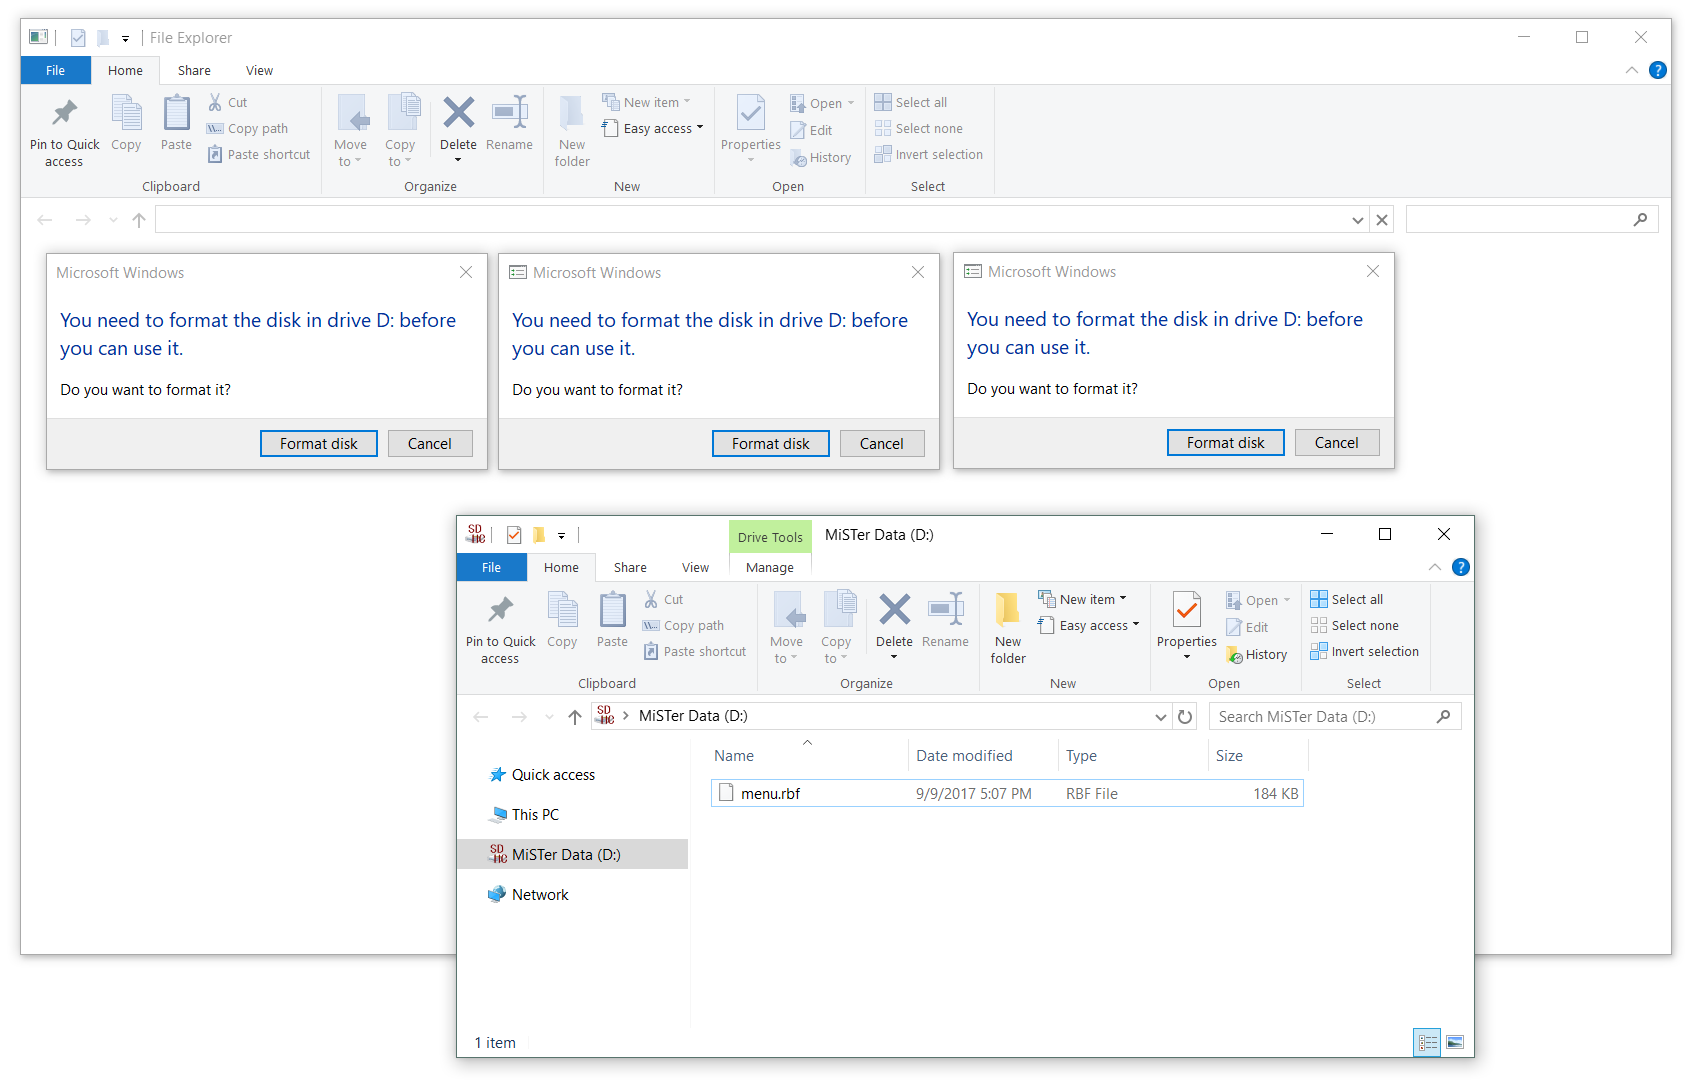 File Explorer
File Home Share View
Pin to Quick access
Copy
Paste
Cut
Copy path
Paste shortcut
Clipboard
Move to
Copy to
Delete
Rename
Organize
New folder
New item
Easy access
New
Properties
Open
Edit
History
Open
Select all
Select none
Invert selection
Select
Microsoft Windows
You need to format the disk in drive D: before
you can use it.
Do you want to format it?
Format disk Cancel
Microsoft Windows
You need to format the disk in drive D: before
you can use it.
Do you want to format it?
Format disk Cancel
Microsoft Windows
You need to format the disk in drive D: before
you can use it.
Do you want to format it?
Format disk Cancel
Drive Tools MiSTer Data (D:)
File Home Share View Manage
Pin to Quick access
Copy
Paste
Cut
Copy path
Paste shortcut
Clipboard
Move to
Copy to
Delete
Rename
Organize
New folder
New item
Easy access
New
Properties
Open
Edit
History
Open
Select all
Select none
Invert selection
Select
MiSTer Data (D:) Search MiSTer Data (D:)
Name Date modified Type Size
Quick access
This PC
MiSTer Data (D:)
Network
menu.rbf 9/9/2017 5:07 PM RBF File 184 KB
1 item